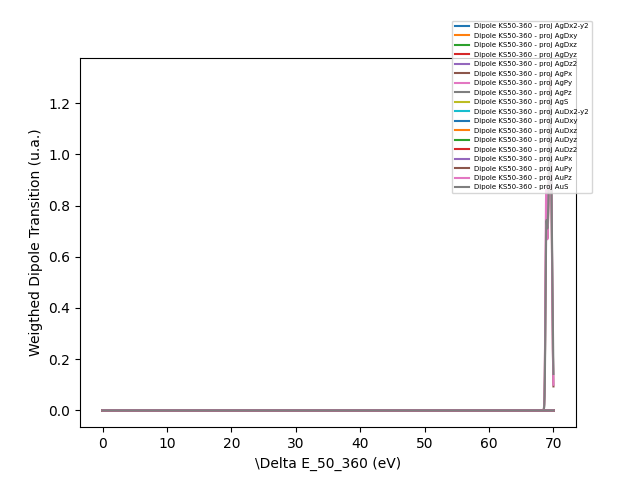 Dipole KS50-360 - proj AgDx2-y2
Dipole KS50-360 - proj AgDxy
Dipole KS50-360 - proj AgDxz
Dipole KS50-360 - proj AgDyz
Dipole KS50-360 - proj AgDz2
Dipole KS50-360 - proj AgPx
Dipole KS50-360 - proj AgPy
Dipole KS50-360 - proj AgPz
Dipole KS50-360 - proj AgS
Dipole KS50-360 - proj AuDx2-y2
Dipole KS50-360 - proj AuDxy
Dipole KS50-360 - proj AuDxz
Dipole KS50-360 - proj AuDyz
Dipole KS50-360 - proj AuDz2
Dipole KS50-360 - proj AuPx
Dipole KS50-360 - proj AuPy
Dipole KS50-360 - proj AuPz
Dipole KS50-360 - proj AuS
1.2
1.0
0.8
0.6
0.4
0.2
0.0
Weigthed Dipole Transition (u.a.)
0 10 20 30 40 50 60 70
\Delta E_50_360 (eV)